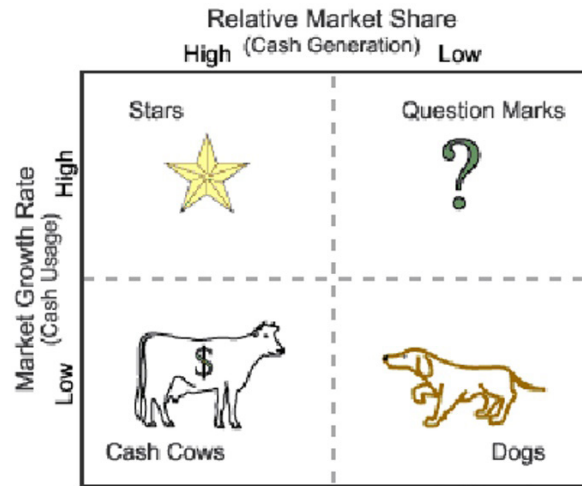 Relative Market Share
(Cash Generation)
High Low
Stars Question Marks
?
Market Growth Rate
(Cash Usage)
High
Low
$
Cash Cows Dogs